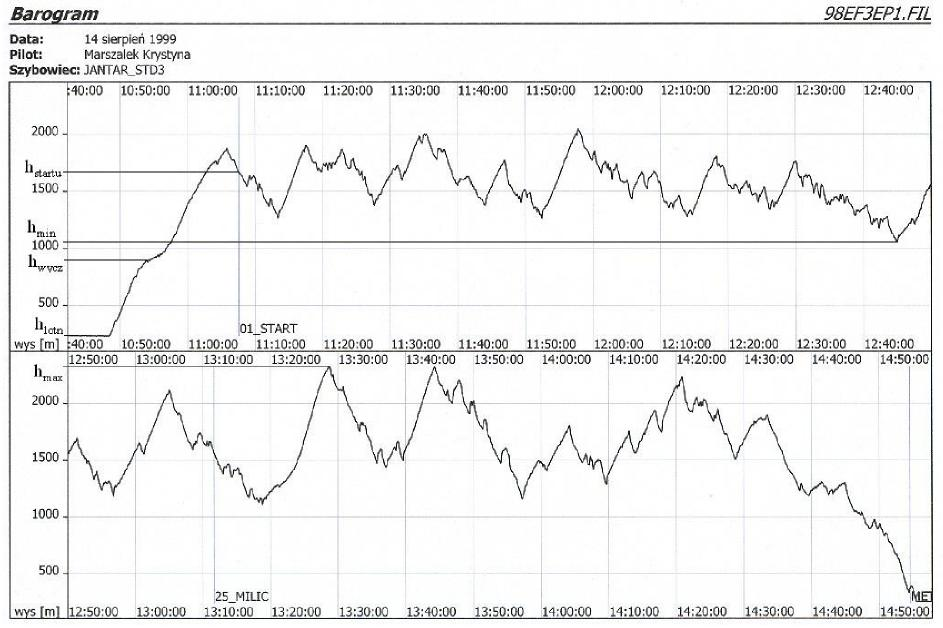 Barogram 98EF3EP1.FIL
Data: 14 sierpień 1999
Pilot: Marszalek Krystyna
Szybowiec: JANTAR_STD3
:40:00 10:50:00 11:00:00 11:10:00 11:20:00 11:30:00 11:40:00 11:50:00 12:00:00 12:10:00 12:20:00 12:30:00 12:40:00
2000
h startu
1500
h min
1000
h wycz
500
h lotn
01_START
wys [m] :40:00 10:50:00 11:00:00 11:10:00 11:20:00 11:30:00 11:40:00 11:50:00 12:00:00 12:10:00 12:20:00 12:30:00 12:40:00
12:50:00 13:00:00 13:10:00 13:20:00 13:30:00 13:40:00 13:50:00 14:00:00 14:10:00 14:20:00 14:30:00 14:40:00 14:50:00
h max
2000
1500
1000
500
25_MILIC MET
wys [m] 12:50:00 13:00:00 13:10:00 13:20:00 13:30:00 13:40:00 13:50:00 14:00:00 14:10:00 14:20:00 14:30:00 14:40:00 14:50:00